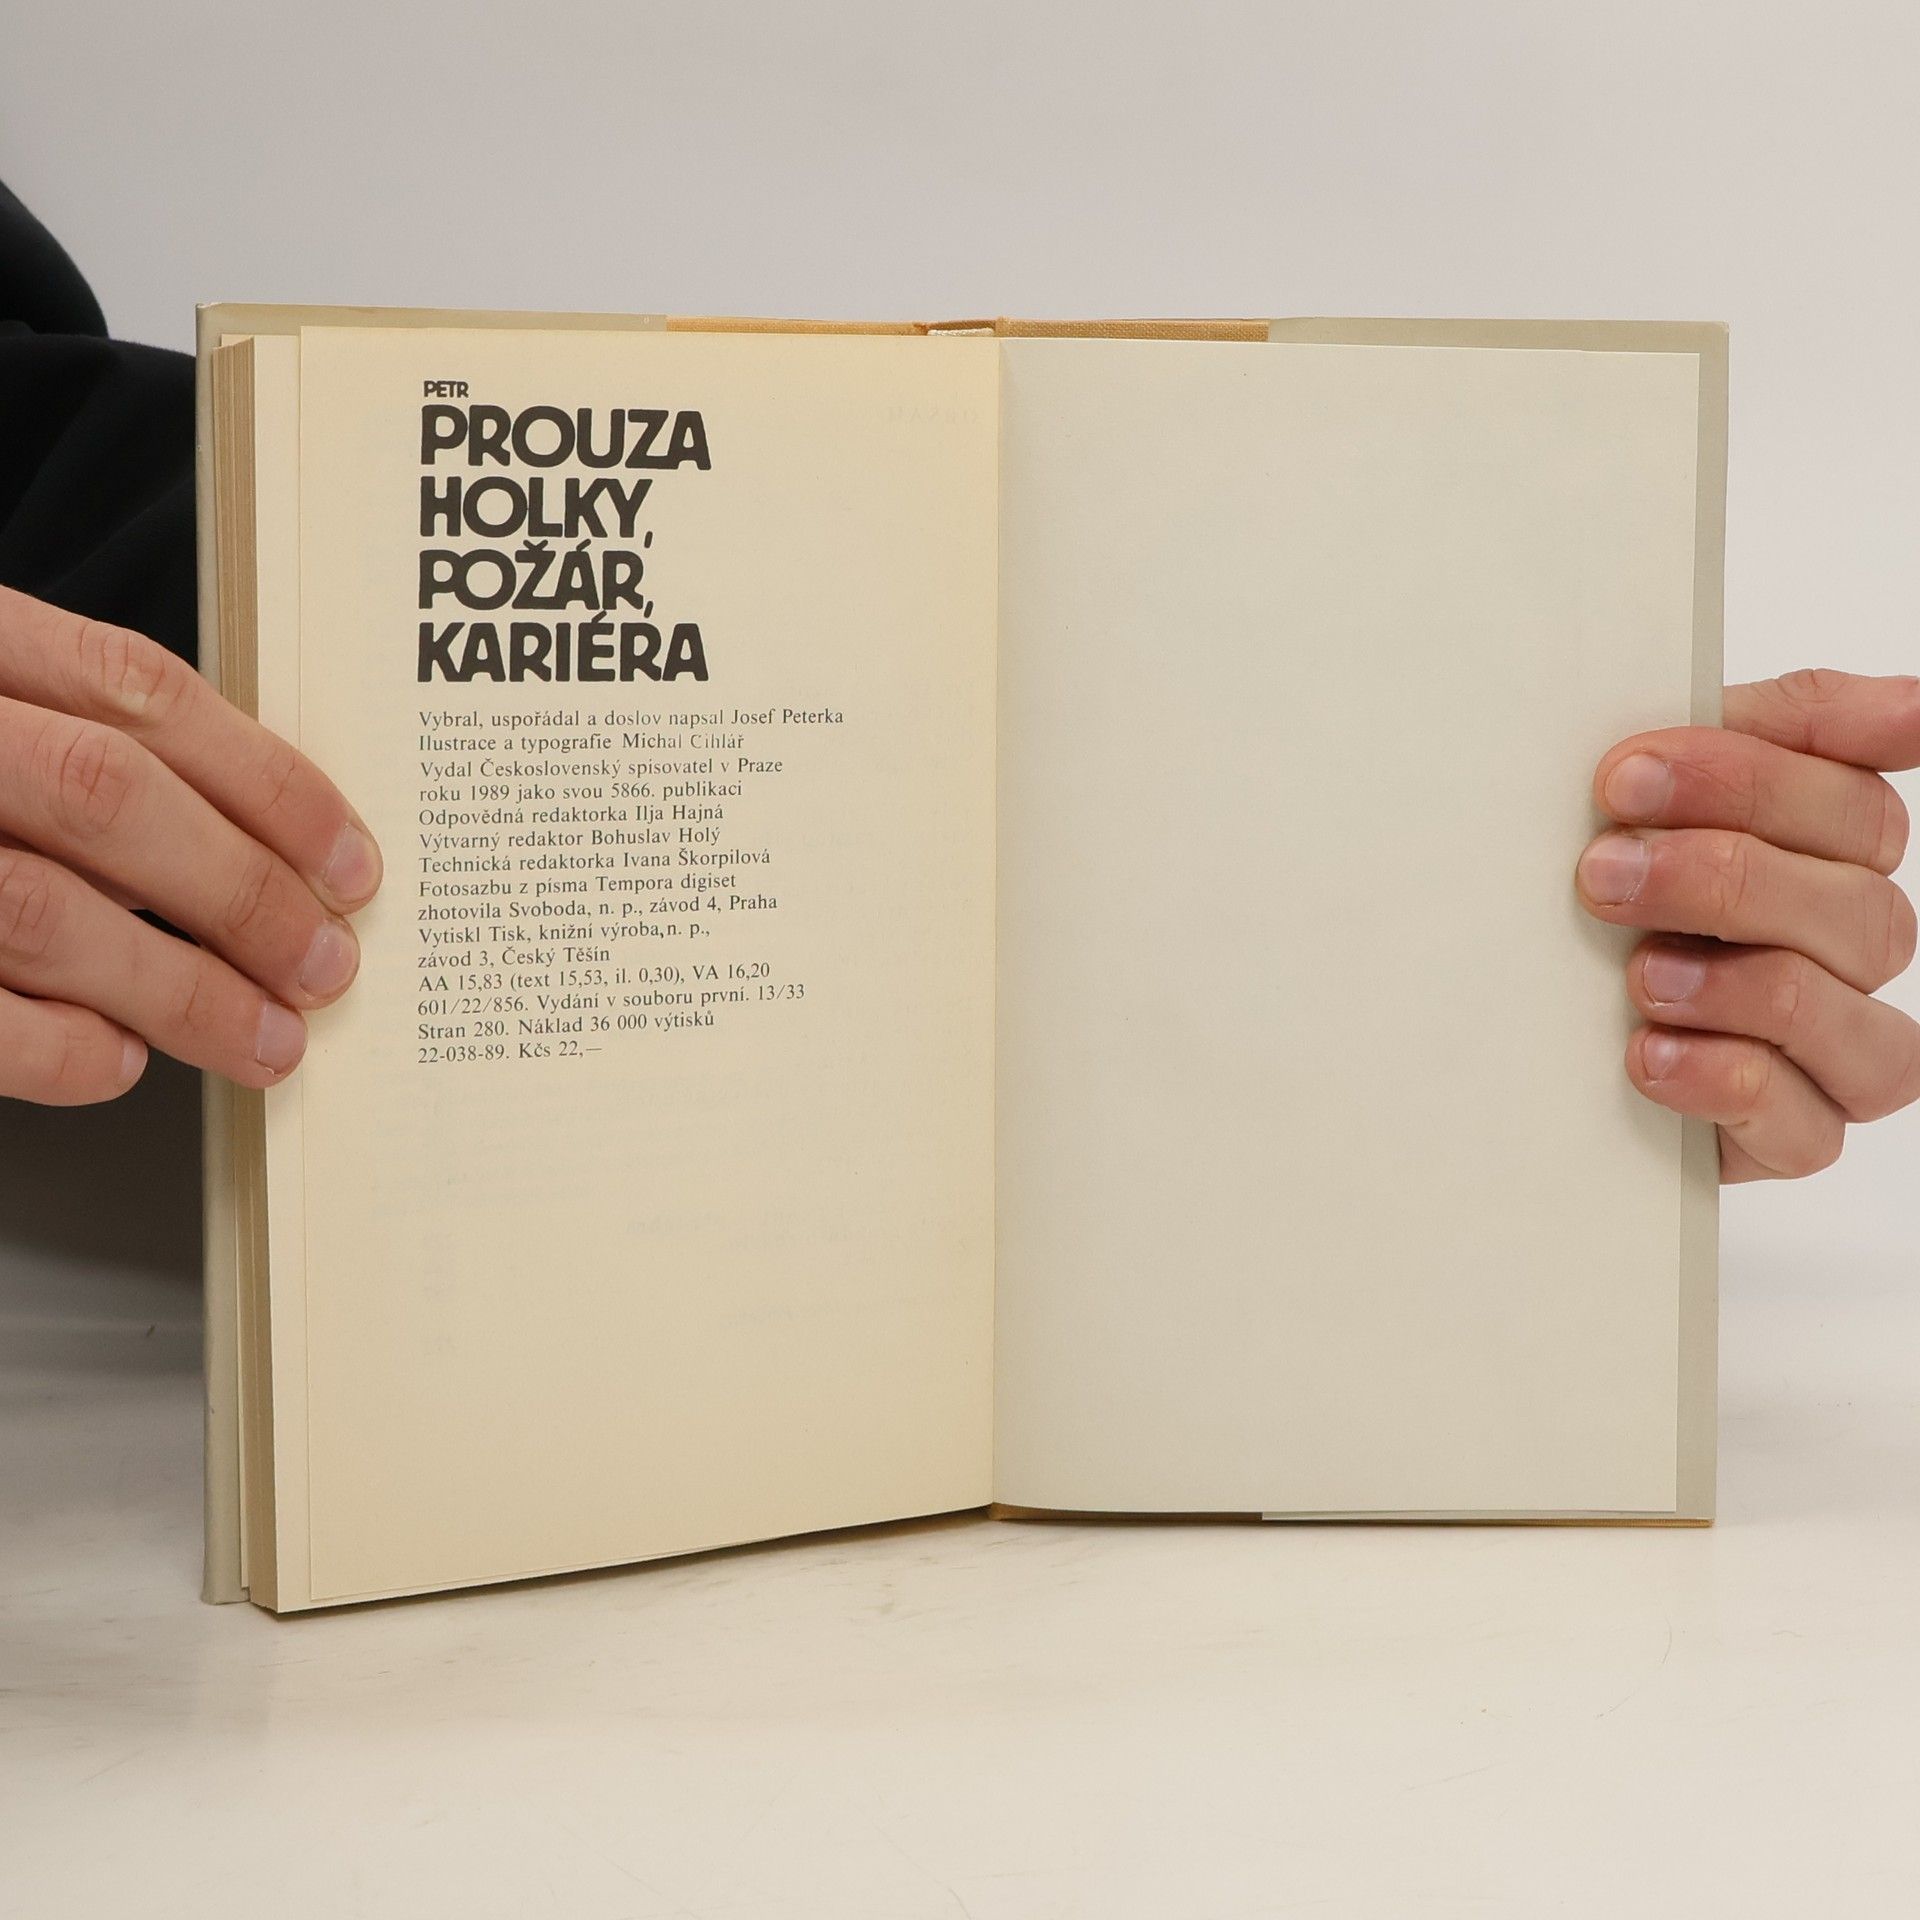 PETR
PROUZA
HOLKY,
POŽÁR,
KARIÉRA
Vybral, uspořádal a doslov napsal Josef Peterka
Ilustrace a typografie Michal Cihlář
Vydal Československý spisovatel v Praze
roku 1989 jako svou 5866. publikaci
Odpovědná redaktorka Ilja Hajná
Výtvarný redaktor Bohuslav Holý
Technická redaktorka Ivana Škorpilová
Fotosazbu z písma Tempora digiset
zhotovila Svoboda, n. p., závod 4, Praha
Vytiskl Tisk, knižní výroba, n. p.,
závod 3, Český Těšín
AA 15,83 (text 15,53, il. 0,30), VA 16,20
601/22/856. Vydání v souboru první. 13/33
Stran 280. Náklad 36 000 výtisků
22-038-89. Kčs 22,—